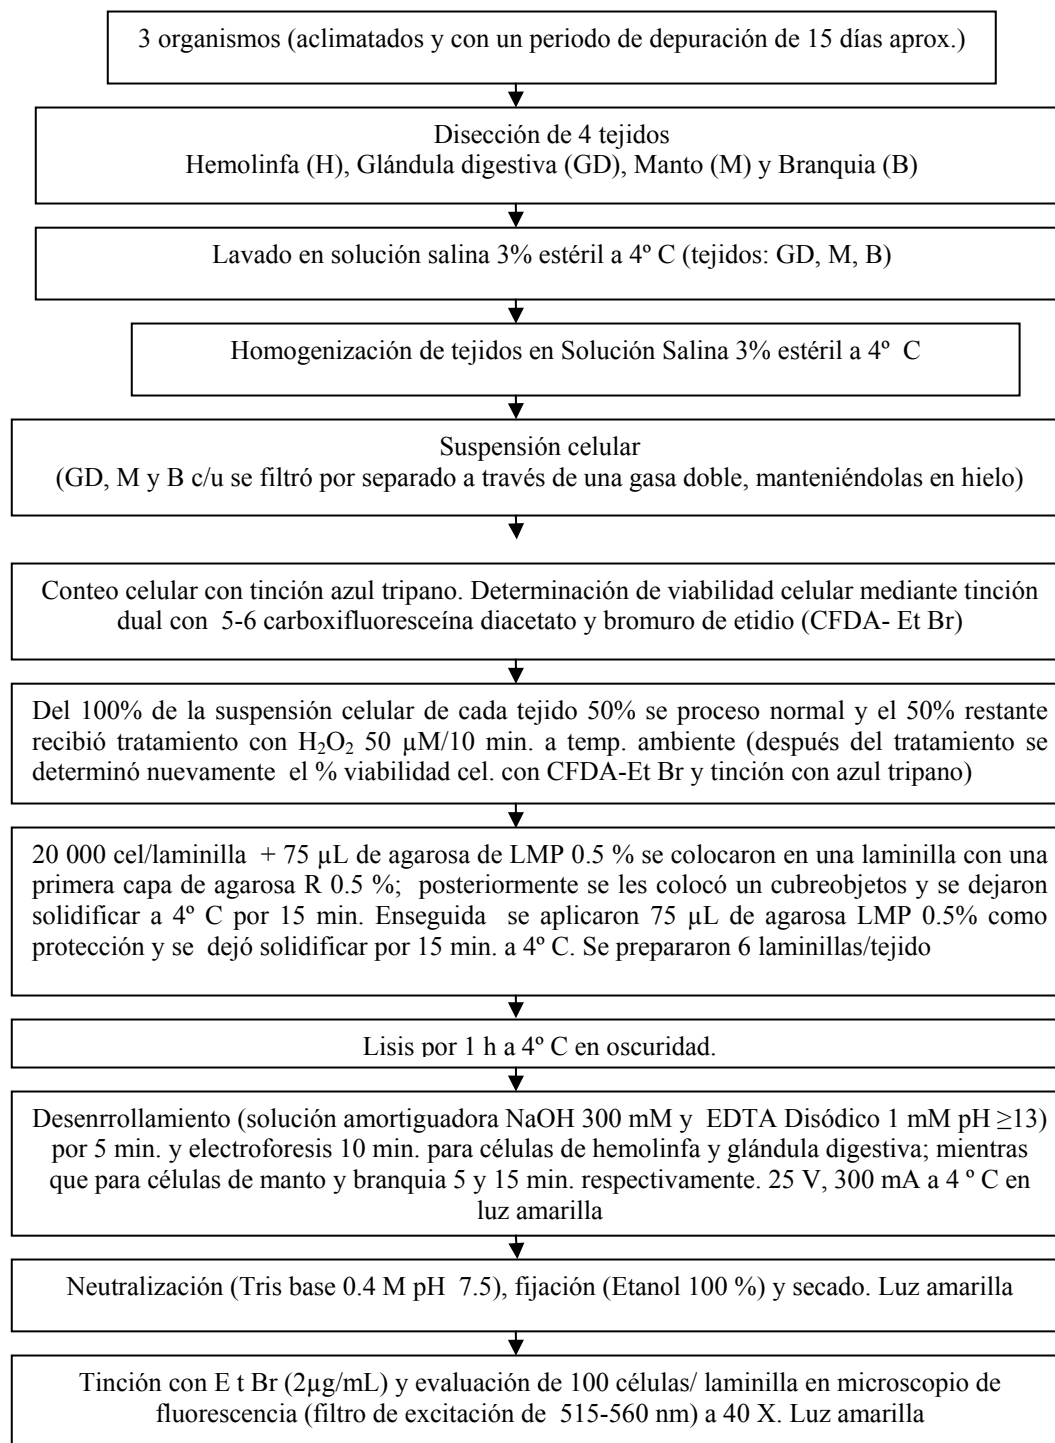 3 organismos (aclimatados y con un periodo de depuración de 15 días aprox.)
Disección de 4 tejidos
Hemolinfa (H), Glándula digestiva (GD), Manto (M) y Branquia (B)
Lavado en solución salina 3% estéril a 4º C (tejidos: GD, M, B)
Homogenización de tejidos en Solución Salina 3% estéril a 4º C
Suspensión celular
(GD, M y B c/u se filtró por separado a través de una gasa doble, manteniéndolas en hielo)
Conteo celular con tinción azul tripano. Determinación de viabilidad celular mediante tinción
dual con 5-6 carboxifluoresceína diacetato y bromuro de etidio (CFDA- Et Br)
Del 100% de la suspensión celular de cada tejido 50% se proceso normal y el 50% restante
recibió tratamiento con H₂O₂ 50 µM/10 min. a temp. ambiente (después del tratamiento se
determinó nuevamente el % viabilidad cel. con CFDA-Et Br y tinción con azul tripano)
20 000 cel/laminilla + 75 µL de agarosa de LMP 0.5 % se colocaron en una laminilla con una
primera capa de agarosa R 0.5 %; posteriormente se les colocó un cubreobjetos y se dejaron
solidificar a 4º C por 15 min. Enseguida se aplicaron 75 µL de agarosa LMP 0.5% como
protección y se dejó solidificar por 15 min. a 4º C. Se prepararon 6 laminillas/tejido
Lisis por 1 h a 4º C en oscuridad.
Desenrrollamiento (solución amortiguadora NaOH 300 mM y EDTA Disódico 1 mM pH ≥13)
por 5 min. y electroforesis 10 min. para células de hemolinfa y glándula digestiva; mientras
que para células de manto y branquia 5 y 15 min. respectivamente. 25 V, 300 mA a 4 º C en
luz amarilla
Neutralización (Tris base 0.4 M pH 7.5), fijación (Etanol 100 %) y secado. Luz amarilla
Tinción con E t Br (2µg/mL) y evaluación de 100 células/ laminilla en microscopio de
fluorescencia (filtro de excitación de 515-560 nm) a 40 X. Luz amarilla